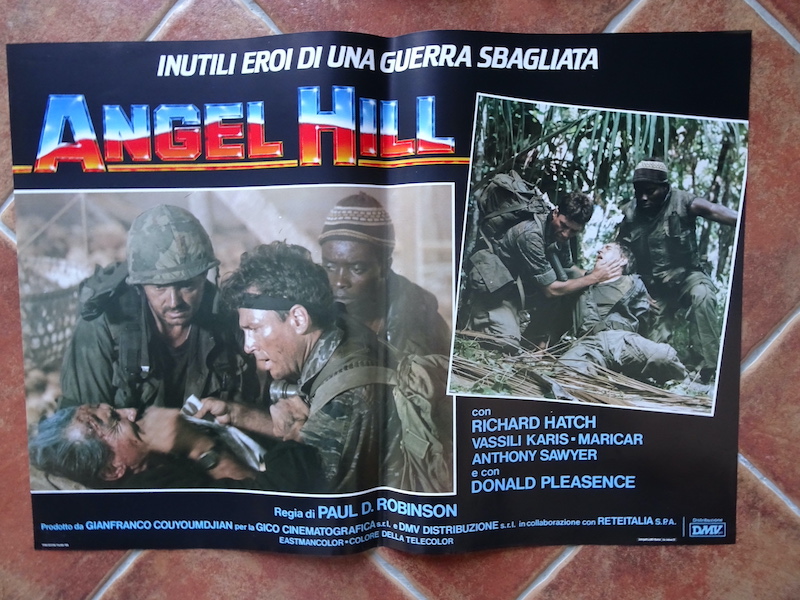 INUTILI EROI DI UNA GUERRA SBAGLIATA
ANGEL HILL
con
RICHARD HATCH
VASSILI KARIS - MARICAR
ANTHONY SAWYER
e con
DONALD PLEASENCE
Regia di PAUL D. ROBINSON
Prodotto da GIANFRANCO COUYOUMDJIAN per la GICO CINEMATOGRAFICA s.r.l. e DMV DISTRIBUZIONE s.r.l. in collaborazione con RETEITALIA S.P.A.
EASTMANCOLOR - COLORE DELLA TELECOLOR
Distribuzione
DMV